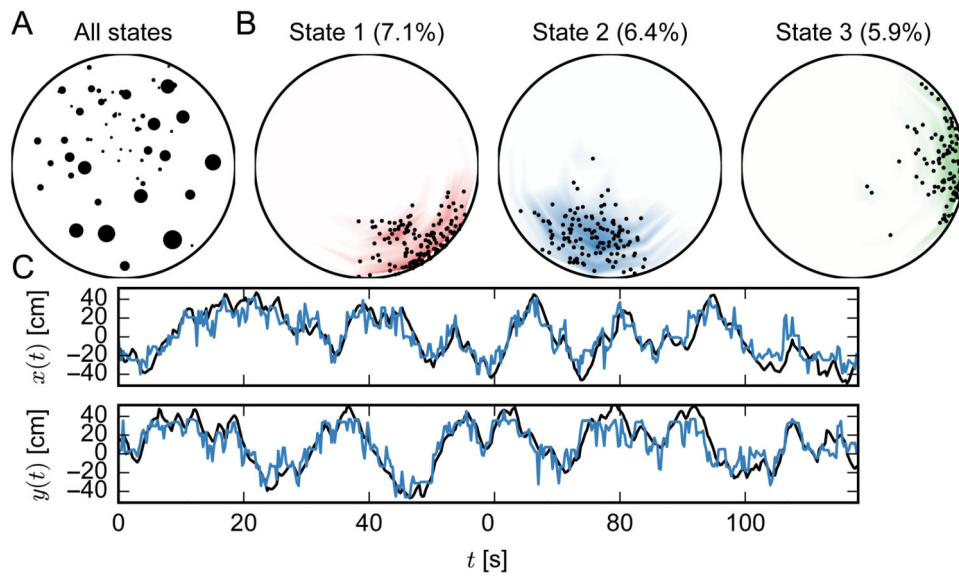 A
All states
B
State 1 (7.1%)
State 2 (6.4%)
State 3 (5.9%)
C
x(t) [cm]
40
20
0
−20
−40
y(t) [cm]
40
20
0
−20
−40
0
20
40
0
80
100
t [s]